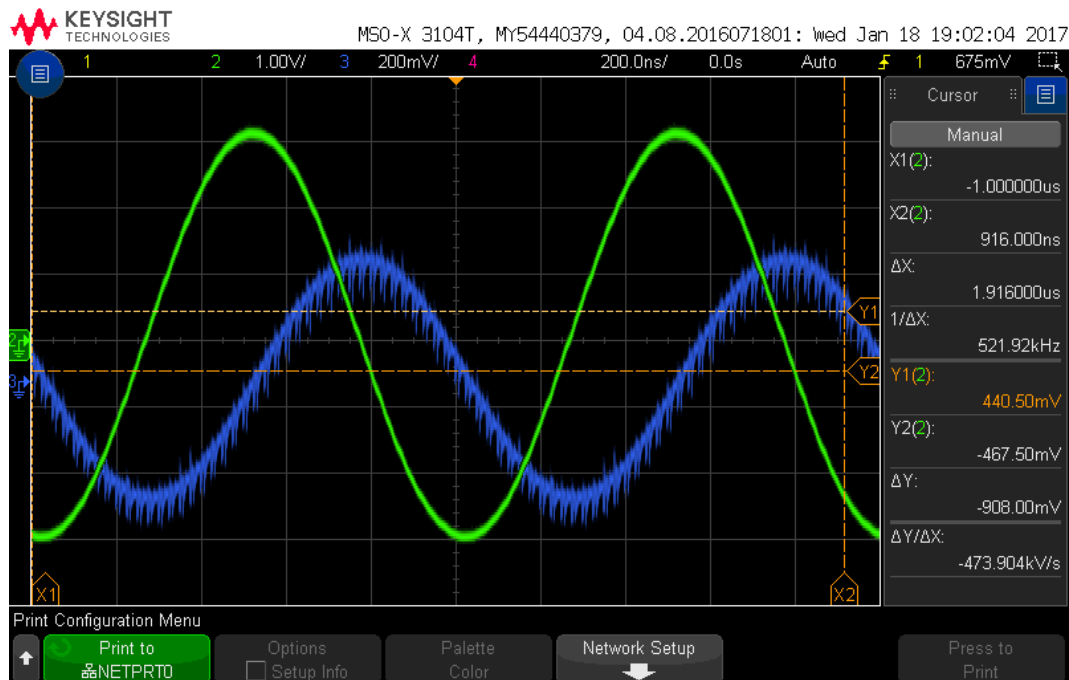 KEYSIGHT
TECHNOLOGIES
MSO-X 3104T, MY54440379, 04.08.2016071801: Wed Jan 18 19:02:04 2017
1 2 1.00V/ 3 200mV/ 4 200.0ns/ 0.0s Auto 1 675mV
Cursor
Manual
X1(2):
-1.000000us
X2(2):
916.000ns
ΔX:
1.916000us
1/ΔX:
521.92kHz
Y1(2):
440.50mV
Y2(2):
-467.50mV
ΔY:
-908.00mV
ΔY/ΔX:
-473.904kV/s
Y1
2
Y2
3
X1 X2
Print Configuration Menu
Print to
NETPRT0
Options
Setup Info
Palette
Color
Network Setup
Press to
Print